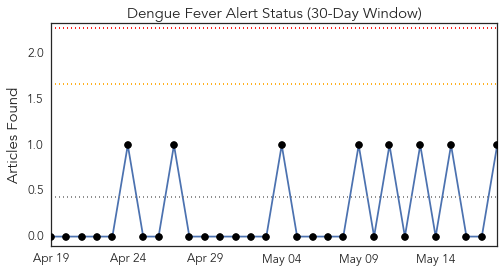 Dengue Fever Alert Status (30-Day Window)
Articles Found
2.0
1.5
1.0
0.5
0.0
Apr 19 Apr 24 Apr 29 May 04 May 09 May 14